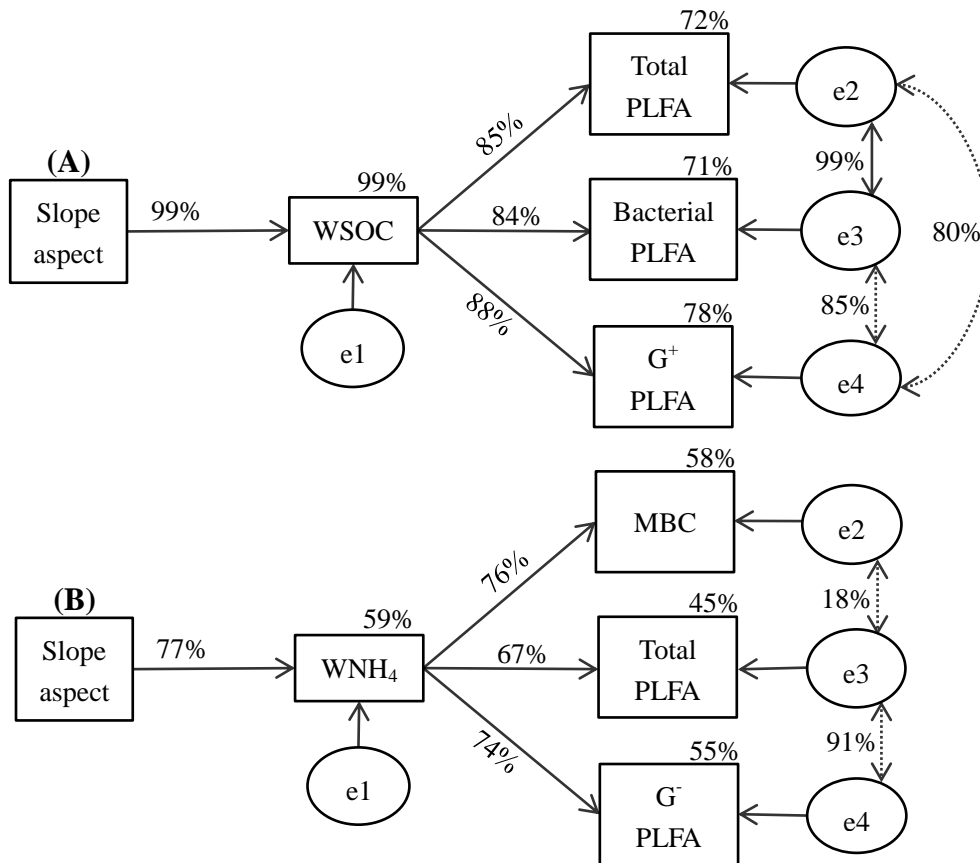 (A)
Slope
aspect
99%
99%
WSOC
e1
85%
84%
88%
72%
Total
PLFA
71%
Bacterial
PLFA
78%
G⁺
PLFA
e2
99%
e3
85%
e4
80%
(B)
Slope
aspect
77%
59%
WNH₄
e1
76%
67%
74%
58%
MBC
45%
Total
PLFA
55%
G⁻
PLFA
e2
18%
e3
91%
e4